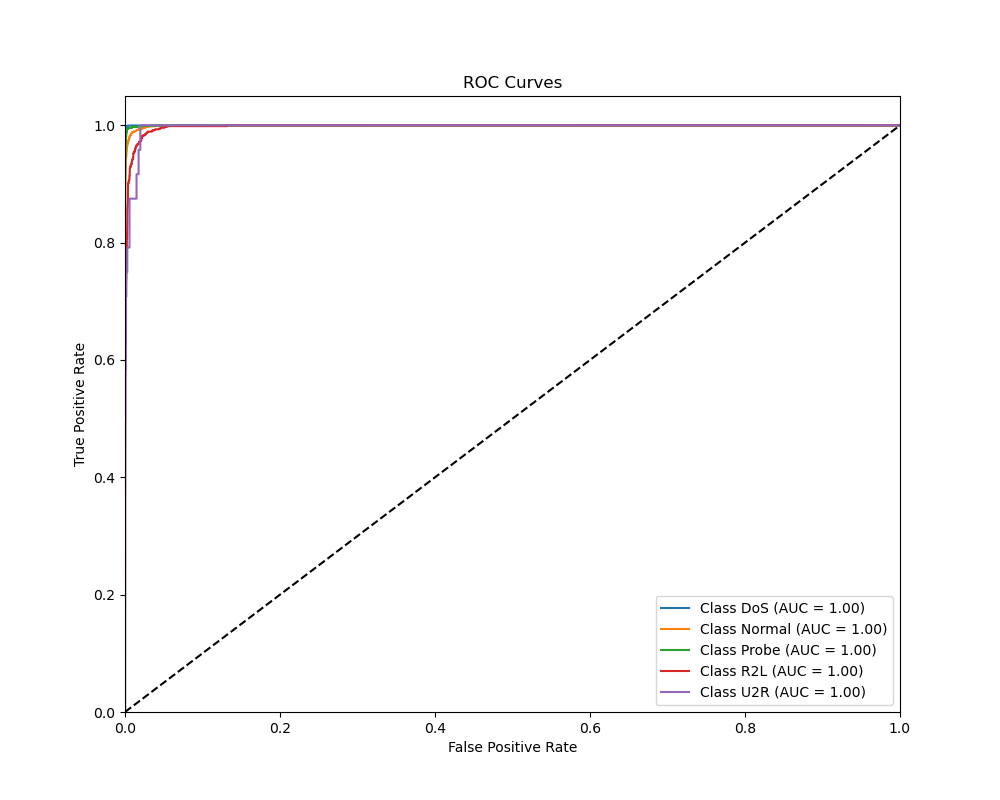 ROC Curves
1.0
0.8
0.6
0.4
0.2
0.0
True Positive Rate
0.0 0.2 0.4 0.6 0.8 1.0
False Positive Rate
Class DoS (AUC = 1.00)
Class Normal (AUC = 1.00)
Class Probe (AUC = 1.00)
Class R2L (AUC = 1.00)
Class U2R (AUC = 1.00)